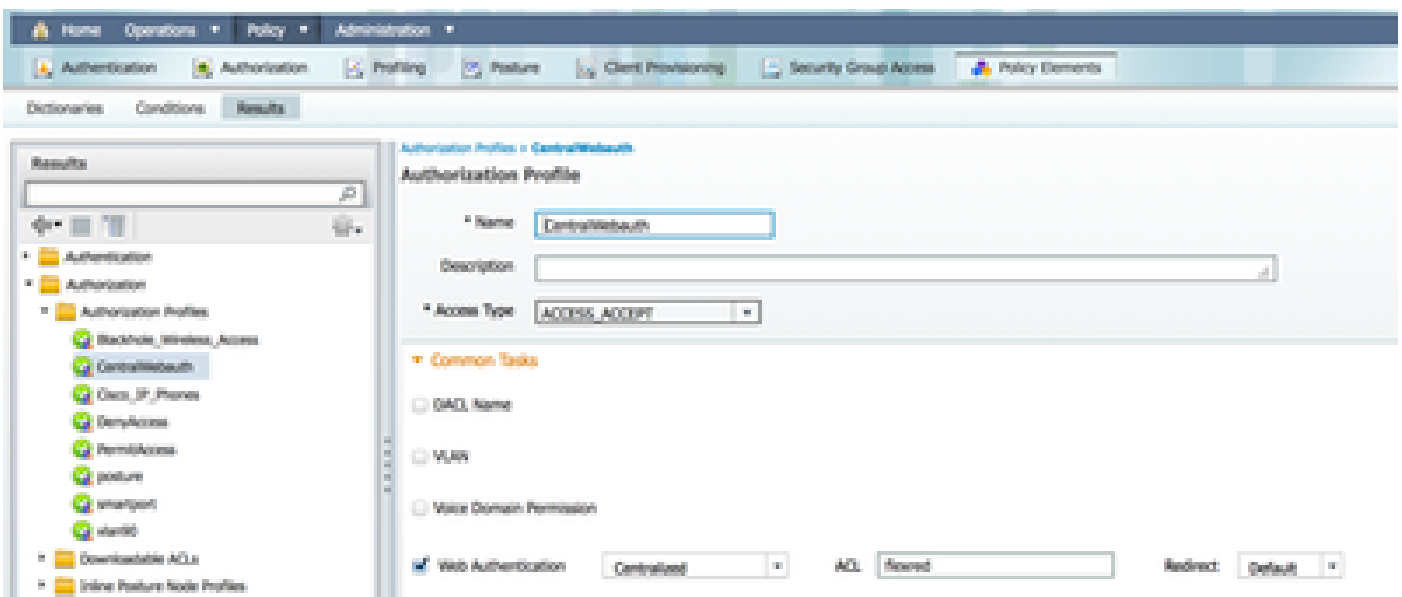 Home Operations Policy Administration
Authentication Authorization Profiling Posture Client Provisioning Security Group Access Policy Elements
Dictionaries Conditions Results
Results
Authentication
Authorization
Authorization Profiles
Blackhole_Wireless_Access
CentralWebauth
Cisco_IP_Phones
DenyAccess
PermitAccess
posture
smartport
vlan90
Downloadable ACLs
Inline Posture Node Profiles
Authorization Profiles > CentralWebauth
Authorization Profile
* Name CentralWebauth
Description
* Access Type ACCESS_ACCEPT
Common Tasks
DACL Name
VLAN
Voice Domain Permission
Web Authentication Centralized ACL flexred Redirect Default